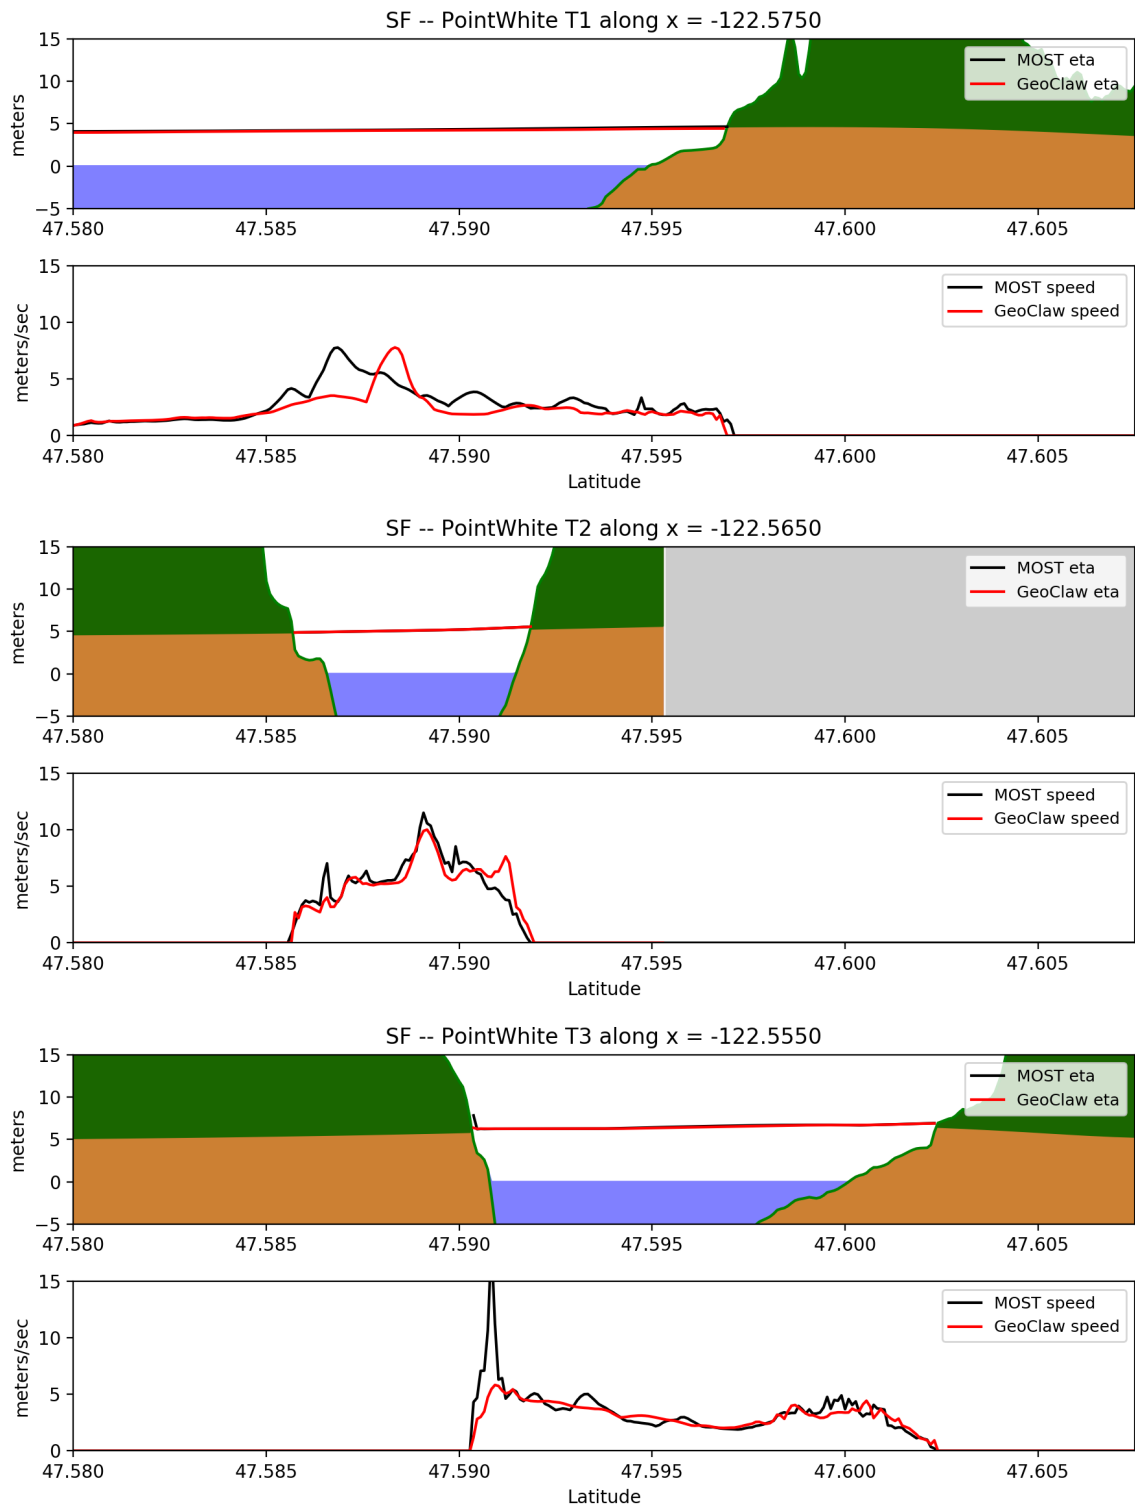 SF -- PointWhite T1 along x = -122.5750
15
10
5
0
−5
meters
MOST eta
GeoClaw eta
47.580 47.585 47.590 47.595 47.600 47.605
15
10
5
0
meters/sec
MOST speed
GeoClaw speed
47.580 47.585 47.590 47.595 47.600 47.605
Latitude
SF -- PointWhite T2 along x = -122.5650
15
10
5
0
−5
meters
MOST eta
GeoClaw eta
47.580 47.585 47.590 47.595 47.600 47.605
15
10
5
0
meters/sec
MOST speed
GeoClaw speed
47.580 47.585 47.590 47.595 47.600 47.605
Latitude
SF -- PointWhite T3 along x = -122.5550
15
10
5
0
−5
meters
MOST eta
GeoClaw eta
47.580 47.585 47.590 47.595 47.600 47.605
15
10
5
0
meters/sec
MOST speed
GeoClaw speed
47.580 47.585 47.590 47.595 47.600 47.605
Latitude